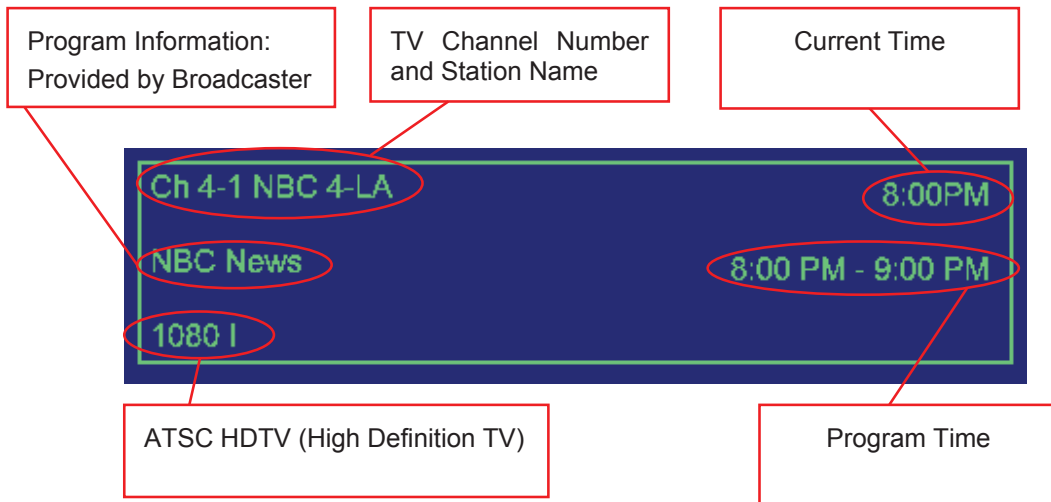 Program Information:
Provided by Broadcaster
TV Channel Number
and Station Name
Current Time
Ch 4-1 NBC 4-LA
8:00PM
NBC News
8:00 PM - 9:00 PM
1080 I
ATSC HDTV (High Definition TV)
Program Time